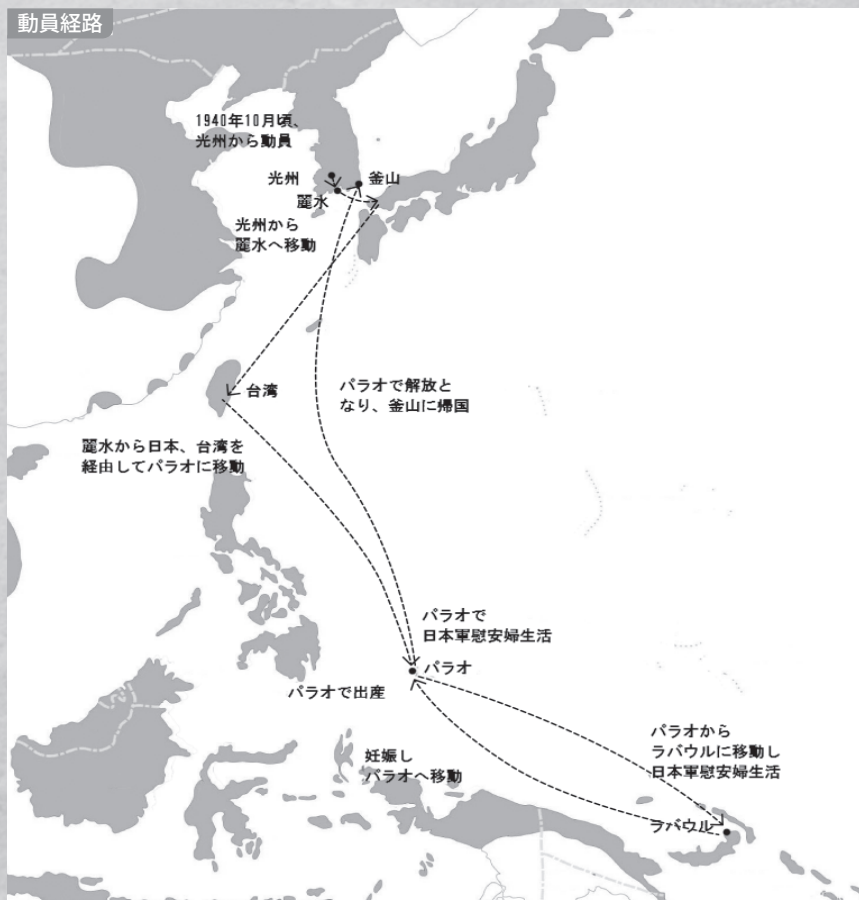 動員経路
1940年10月頃、
光州から動員
光州
釜山
麗水
光州から
麗水へ移動
台湾
パラオで解放と
なり、釜山に帰国
麗水から日本、台湾を
経由してパラオに移動
パラオで
日本軍慰安婦生活
パラオ
パラオで出産
パラオから
ラバウルに移動し
日本軍慰安婦生活
妊娠し
パラオへ移動
ラバウル